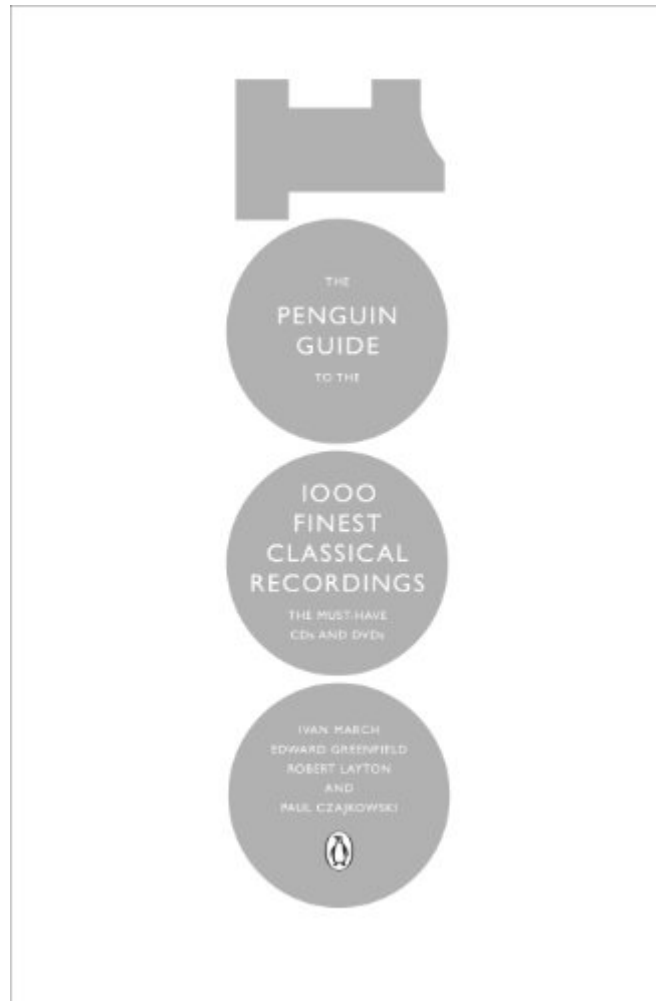 THE
PENGUIN
GUIDE
TO THE
1000
FINEST
CLASSICAL
RECORDINGS
THE MUST-HAVE
CDs AND DVDs
IVAN MARCH
EDWARD GREENFIELD
ROBERT LAYTON
AND
PAUL CZAJKOWSKI